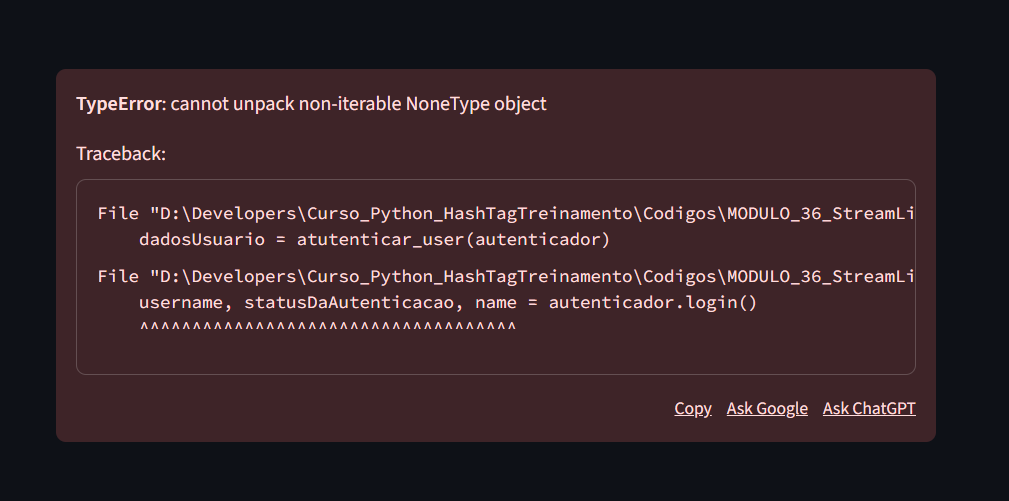 TypeError: cannot unpack non-iterable NoneType object
Traceback:
File "D:\Developers\Curso_Python_HashTagTreinamento\Codigos\MODULO_36_StreamLi
dadosUsuario = atutenticar_user(autenticador)
File "D:\Developers\Curso_Python_HashTagTreinamento\Codigos\MODULO_36_StreamLi
username, statusDaAutenticacao, name = autenticador.login()
^^^^^^^^^^^^^^^^^^^^^^^^^^^^^^^^^^^^
Copy Ask Google Ask ChatGPT